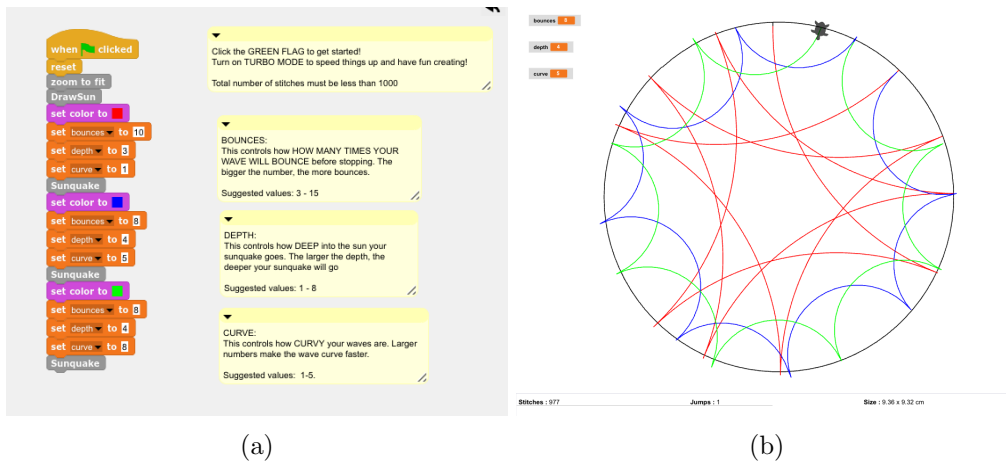 when clicked
reset
zoom to fit
DrawSun
set color to
set bounces to 10
set depth to 3
set curve to 1
Sunquake
set color to
set bounces to 8
set depth to 4
set curve to 5
Sunquake
set color to
set bounces to 8
set depth to 4
set curve to 8
Sunquake
Click the GREEN FLAG to get started!
Turn on TURBO MODE to speed things up and have fun creating!
Total number of stitches must be less than 1000
BOUNCES:
This controls how HOW MANY TIMES YOUR
WAVE WILL BOUNCE before stopping. The
bigger the number, the more bounces.
Suggested values: 3 - 15
DEPTH:
This controls how DEEP into the sun your
sunquake goes. The larger the depth, the
deeper your sunquake will go
Suggested values: 1 - 8
CURVE:
This controls how CURVY your waves are. Larger
numbers make the wave curve faster.
Suggested values: 1-5.
(a)
bounces
depth
curve
Stitches : 977 Jumps : 1 Size : 9.36 x 9.32 cm
(b)